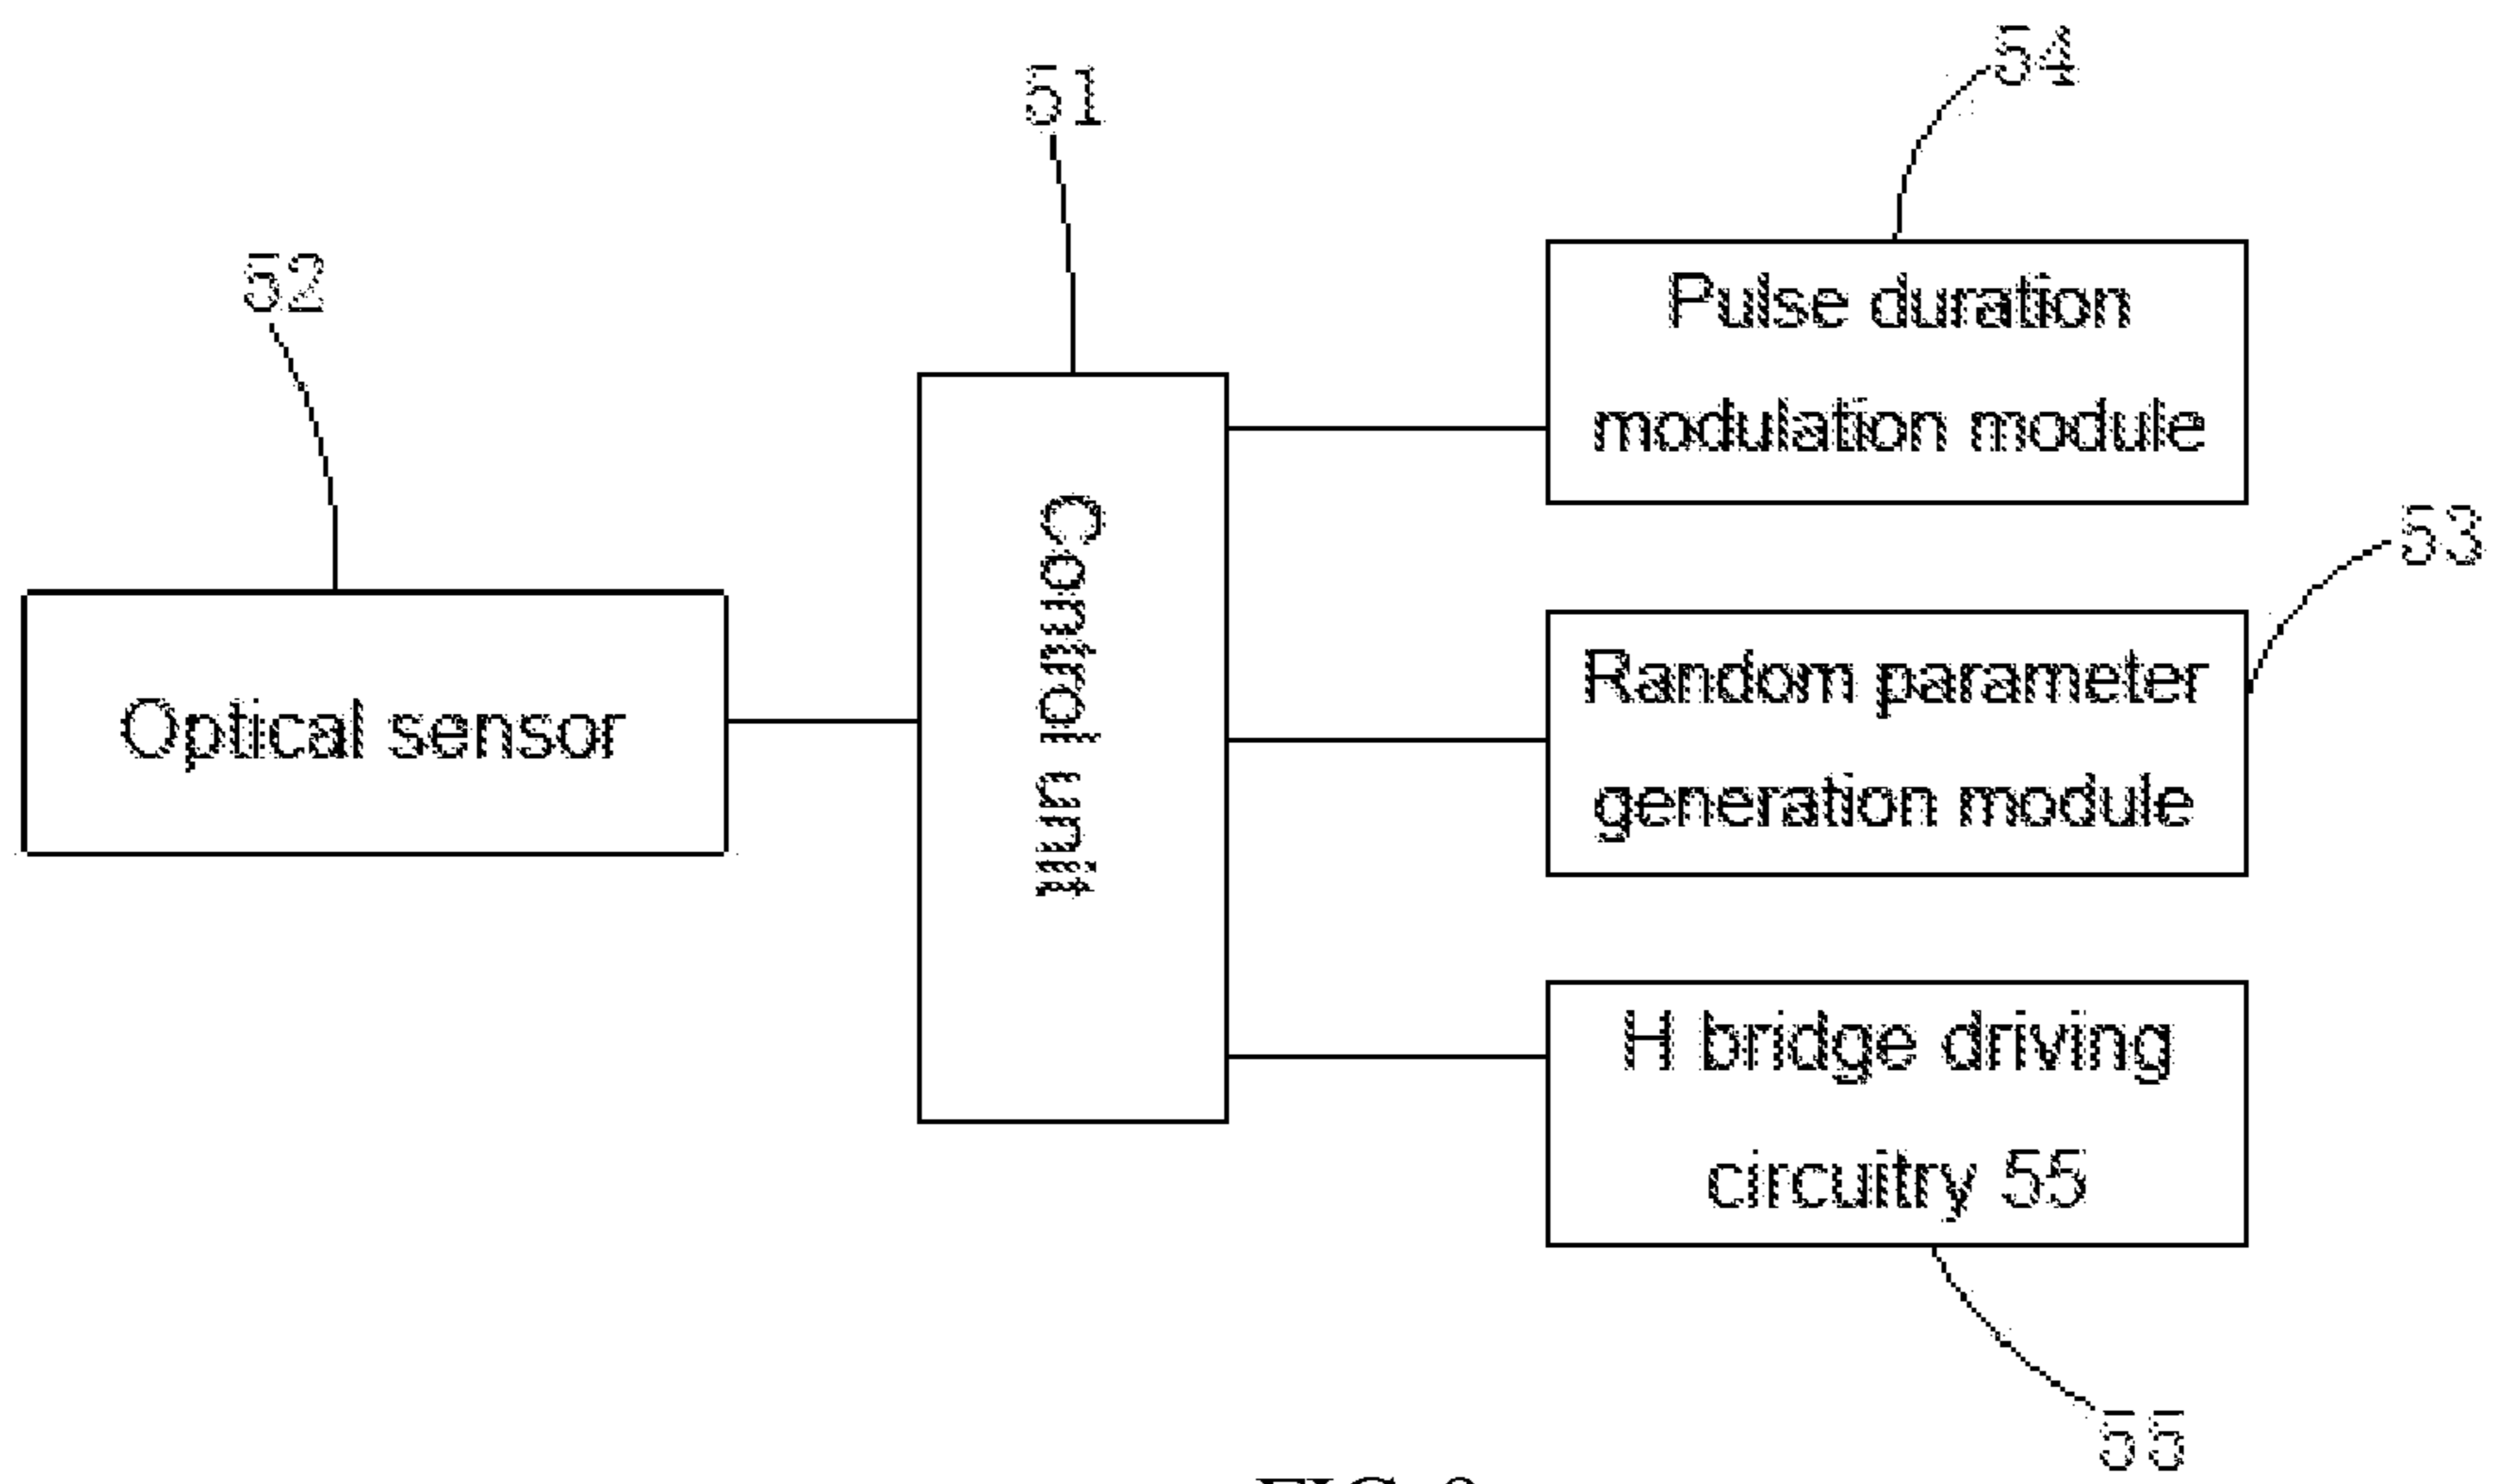 54
51
52
Pulse duration
modulation module
53
Control unit
Random parameter
generation module
Optical sensor
H bridge driving
circuitry 55
55